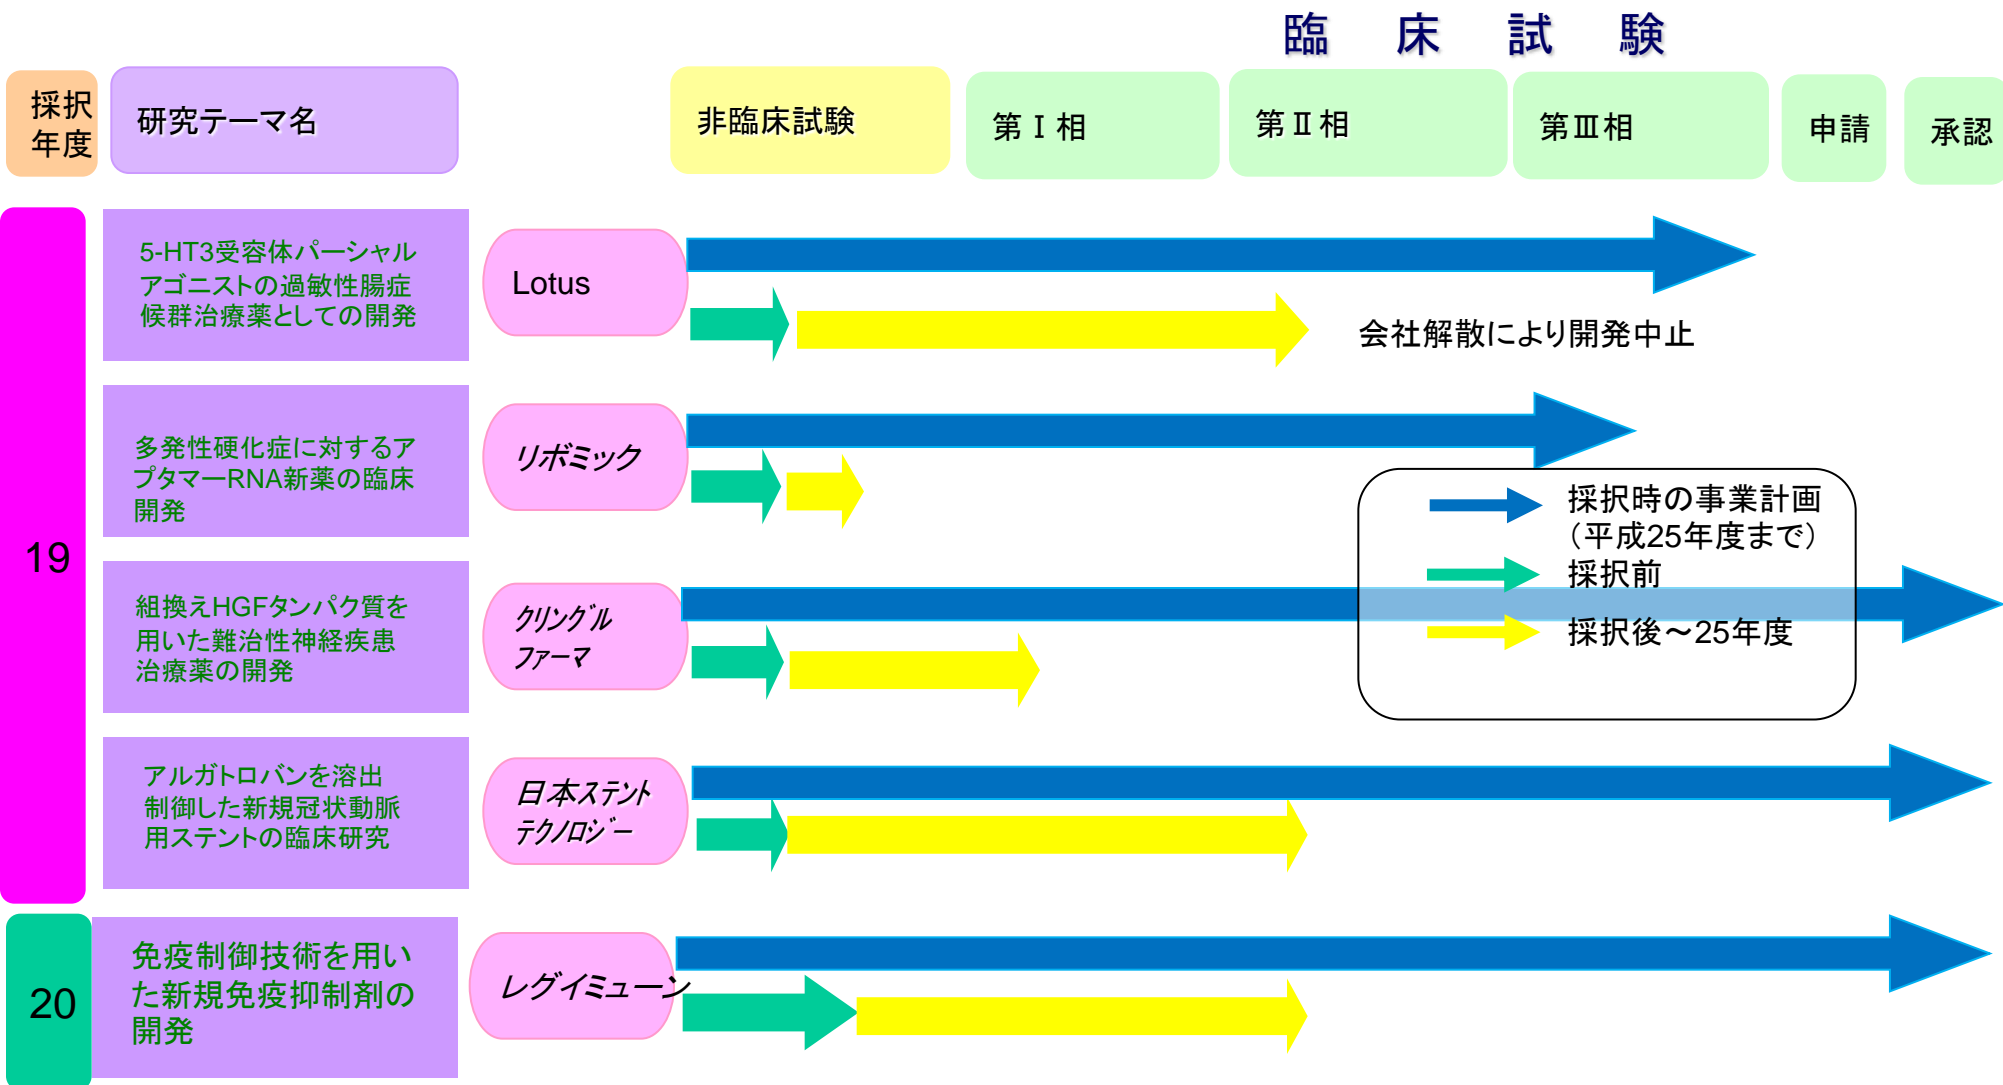 臨 床 試 験
採択
年度
研究テーマ名
非臨床試験
第Ⅰ相
第Ⅱ相
第Ⅲ相
申請
承認
19
5-HT3受容体パーシャル
アゴニストの過敏性腸症
候群治療薬としての開発
Lotus
会社解散により開発中止
多発性硬化症に対するア
プタマーRNA新薬の臨床
開発
リボミック
採択時の事業計画
（平成25年度まで）
採択前
採択後～25年度
組換えHGFタンパク質を
用いた難治性神経疾患
治療薬の開発
ｸﾘﾝｸﾞﾙ
ﾌｧｰﾏ
アルガトロバンを溶出
制御した新規冠状動脈
用ステントの臨床研究
日本ｽﾃﾝﾄ
ﾃｸﾉﾛｼﾞｰ
20
免疫制御技術を用い
た新規免疫抑制剤の
開発
レグイミューン